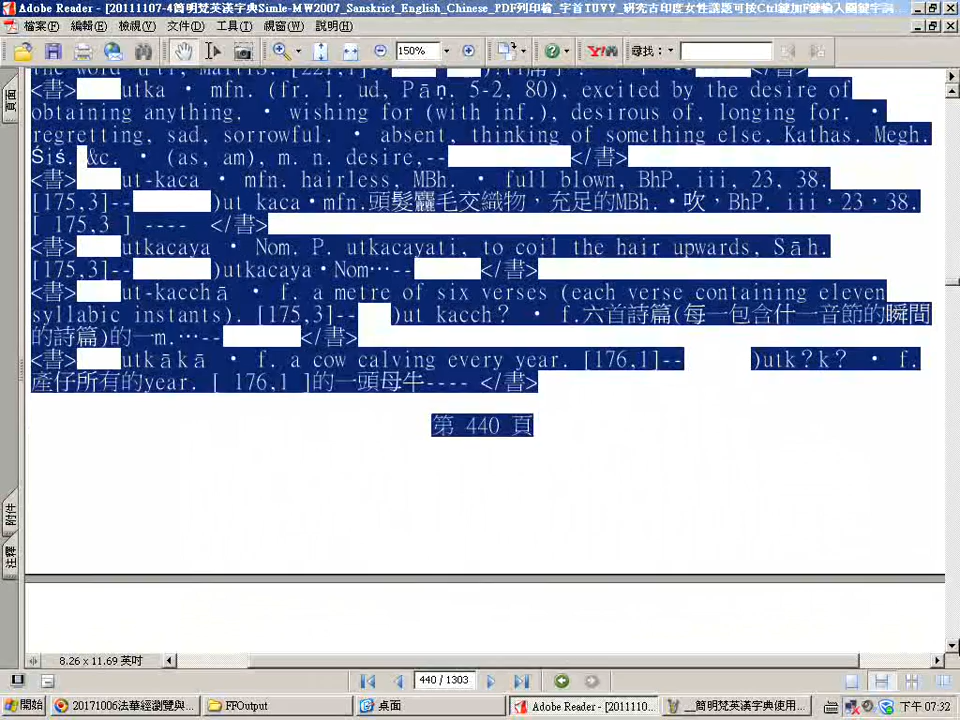 Adobe Reader - [20111107-4簡明梵英漢字典Simle-MW2007_Sanskrict_English_Chinese_PDF列印檔_字首TUVY_研究古印度女性議題可按Ctrl鍵加F鍵輸入關鍵字詞
檔案(F) 編輯(E) 檢視(V) 文件(D) 工具(T) 視窗(W) 說明(H)
150% Y! 尋找：
頁面
<書> utka • mfn. (fr. 1. ud, Pāṇ. 5-2, 80), excited by the desire of
obtaining anything. • wishing for (with inf.), desirous of, longing for. •
regretting, sad, sorrowful. • absent, thinking of something else, Kathas. Megh.
Śiś. &c. • (as, am), m. n. desire,-- </書>
<書> ut-kaca • mfn. hairless, MBh. • full blown, BhP. iii, 23, 38.
[175,3]-- )ut kaca•mfn.頭髮龗毛交織物，充足的MBh.•吹，BhP. iii，23，38.
[ 175,3 ] ---- </書>
<書> utkacaya • Nom. P. utkacayati, to coil the hair upwards, Sāh.
[175,3]-- )utkacaya•Nom…-- </書>
<書> ut-kacchā • f. a metre of six verses (each verse containing eleven
syllabic instants). [175,3]-- )ut kacch？ • f.六首詩篇(每一包含什一音節的瞬間
的詩篇)的一m.…-- </書>
<書> utkākā • f. a cow calving every year. [176,1]-- )utk？k？ • f.
產仔所有的year. [ 176,1 ]的一頭母牛---- </書>
第 440 頁
附件
注釋
8.26 x 11.69 英吋
440 / 1303
開始 20171006法華經瀏覽與... FFOutput 桌面 Adobe Reader - [201110... __簡明梵英漢字典使用... 下午 07:32